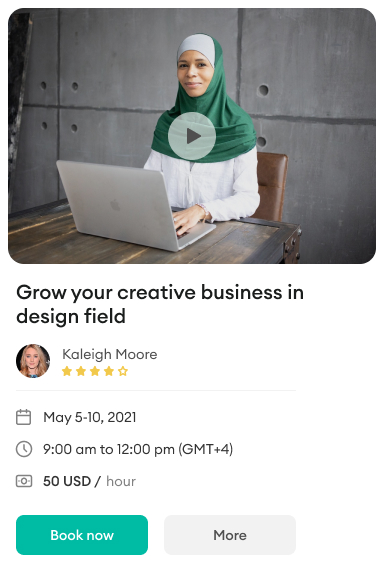 Grow your creative business in
design field
Kaleigh Moore
May 5-10, 2021
9:00 am to 12:00 pm (GMT+4)
50 USD / hour
Book now More